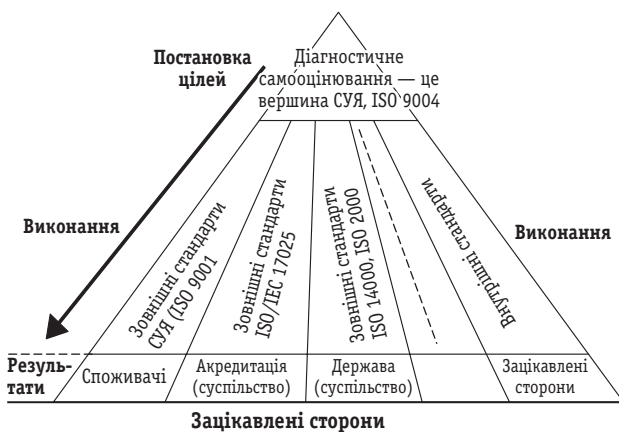 Постановка
цілей
Діагностичне
самооцінювання — це
вершина СУЯ, ISO 9004
Виконання
Зовнішні стандарти
СУЯ (ISO 9001
Зовнішні стандарти
ISO/IEC 17025
Зовнішні стандарти
ISO 14000, ISO 2000
Внутрішні стандарти
Виконання
Резуль-
тати
Споживачі
Акредитація
(суспільство)
Держава
(суспільство)
Зацікавлені
сторони
Зацікавлені сторони